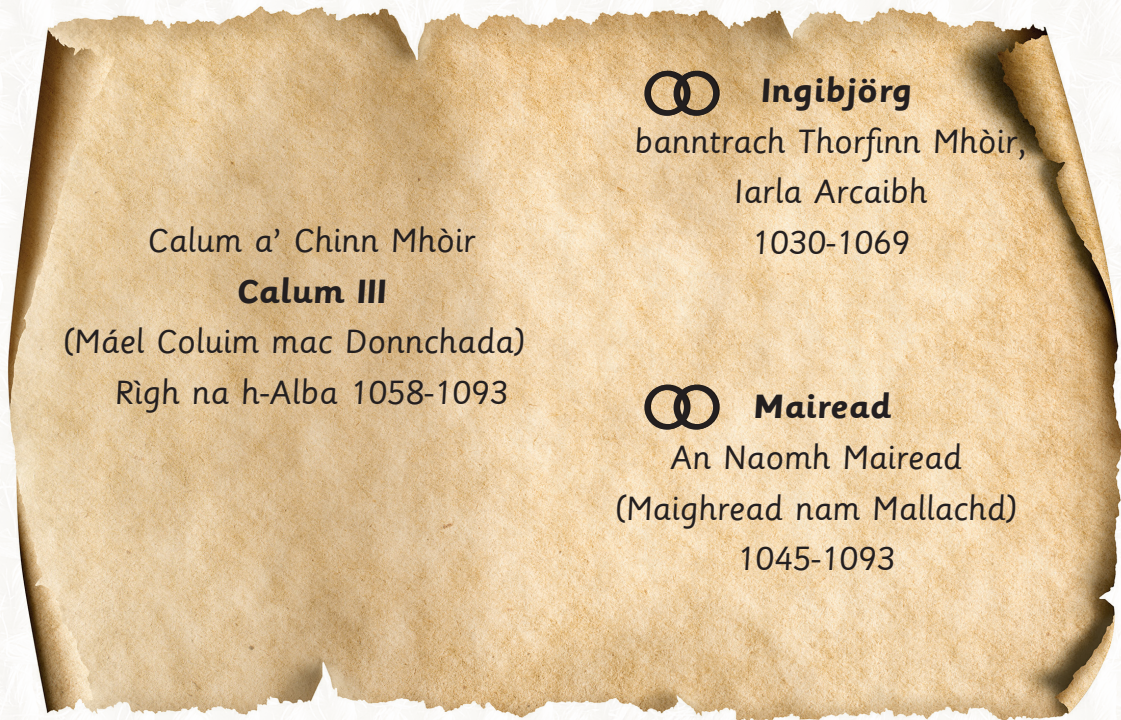 Calum a’ Chinn Mhòir
Calum III
(Máel Coluim mac Donnchada)
Rìgh na h-Alba 1058-1093
Ingibjörg
banntrach Thorfinn Mhòir,
Iarla Arcaibh
1030-1069
Mairead
An Naomh Mairead
(Maighread nam Mallachd)
1045-1093